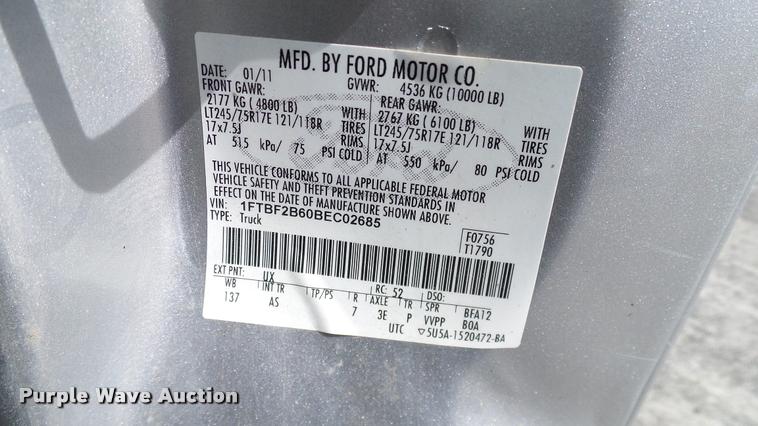 MFD. BY FORD MOTOR CO.
DATE: 01/11 GVWR: 4536 KG (10000 LB)
FRONT GAWR: REAR GAWR:
2177 KG (4800 LB) WITH 2767 KG (6100 LB) WITH
LT245/75R17E 121/118R TIRES LT245/75R17E 121/118R TIRES
17x7.5J RIMS 17x7.5J RIMS
AT 515 kPa/ 75 PSI COLD AT 550 kPa/ 80 PSI COLD
THIS VEHICLE CONFORMS TO ALL APPLICABLE FEDERAL MOTOR
VEHICLE SAFETY AND THEFT PREVENTION STANDARDS IN
EFFECT ON THE DATE OF MANUFACTURE SHOWN ABOVE.
VIN: 1FTBF2B60BEC02685
TYPE: Truck
F0756
T1790
EXT PNT: UX RC: 52 DSO:
WB INT TR TP/PS R AXLE TR SPR BFA12
137 AS 7 3E P VVPP BOA
UTC ▽5U5A-1520472-BA
Purple Wave Auction